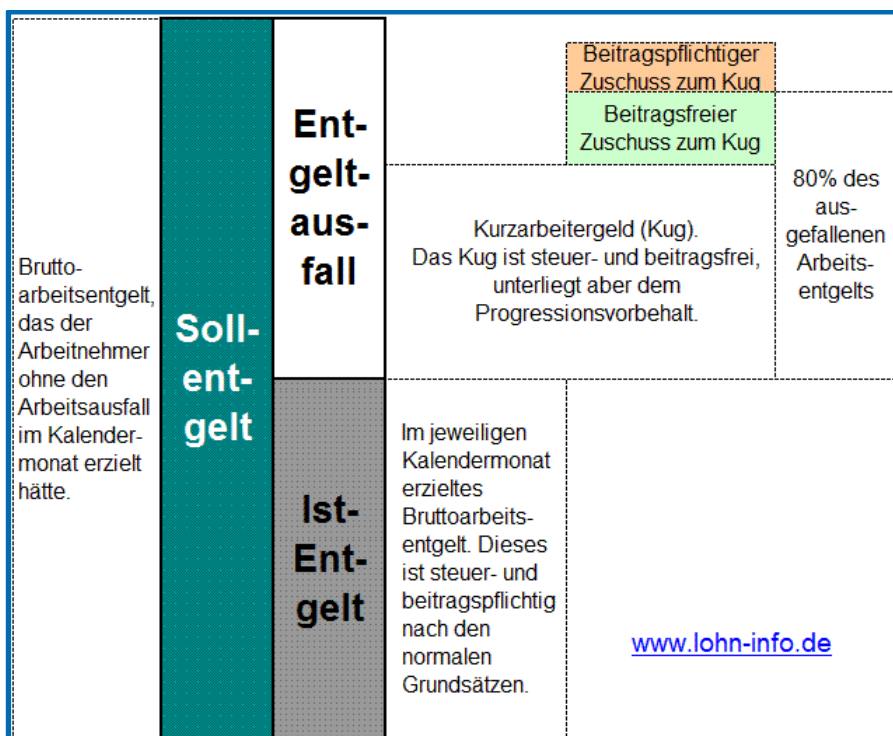 Brutto-
arbeitsentgelt,
das der
Arbeitnehmer
ohne den
Arbeitsausfall
im Kalender-
monat erzielt
hätte.
Soll-
ent-
gelt
Ent-
gelt-
aus-
fall
Beitragspflichtiger
Zuschuss zum Kug
Beitragsfreier
Zuschuss zum Kug
Kurzarbeitergeld (Kug).
Das Kug ist steuer- und beitragsfrei,
unterliegt aber dem
Progressionsvorbehalt.
80% des
aus-
gefallenen
Arbeits-
entgelts
Ist-
Ent-
gelt
Im jeweiligen
Kalendermonat
erzieltes
Bruttoarbeits-
entgelt. Dieses
ist steuer- und
beitragspflichtig
nach den
normalen
Grundsätzen.
www.lohn-info.de